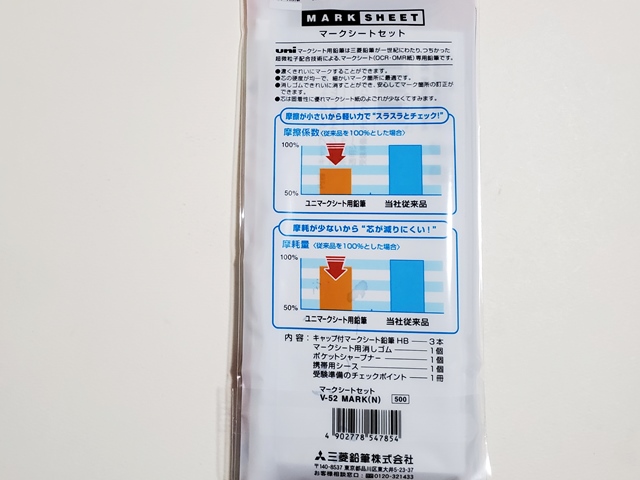 MARK SHEET
マークシートセット
uni マークシート用鉛筆は三菱鉛筆が一世紀にわたり、つちかった
超微粒子配合技術による、マークシート(OCR・OMR紙)専用鉛筆です。
●濃くきれいにマークすることができます。
●芯の硬度が均一で、細かいマーク箇所に最適です。
●消しゴムできれいに消すことができ、安心してマーク箇所の訂正が
できます。
●芯は密着性に優れマークシート紙のよごれが少なくてすみます。
摩擦が小さいから軽い力で“スラスラとチェック!”
摩擦係数〈従来品を100%とした場合〉
100%
50%
ユニマークシート用鉛筆 当社従来品
摩耗が少ないから“芯が減りにくい!”
摩耗量〈従来品を100%とした場合〉
100%
50%
ユニマークシート用鉛筆 当社従来品
内容:キャップ付マークシート鉛筆 HB 3本
マークシート用消しゴム 1個
ポケットシャープナー 1個
携帯用シース 1個
受験準備のチェックポイント 1冊
マークシートセット
V-52 MARK(N) 500
4 902778 547854
三菱鉛筆株式会社
〒140-8537 東京都品川区東大井5-23-37
お客様相談窓口: 0120-321433